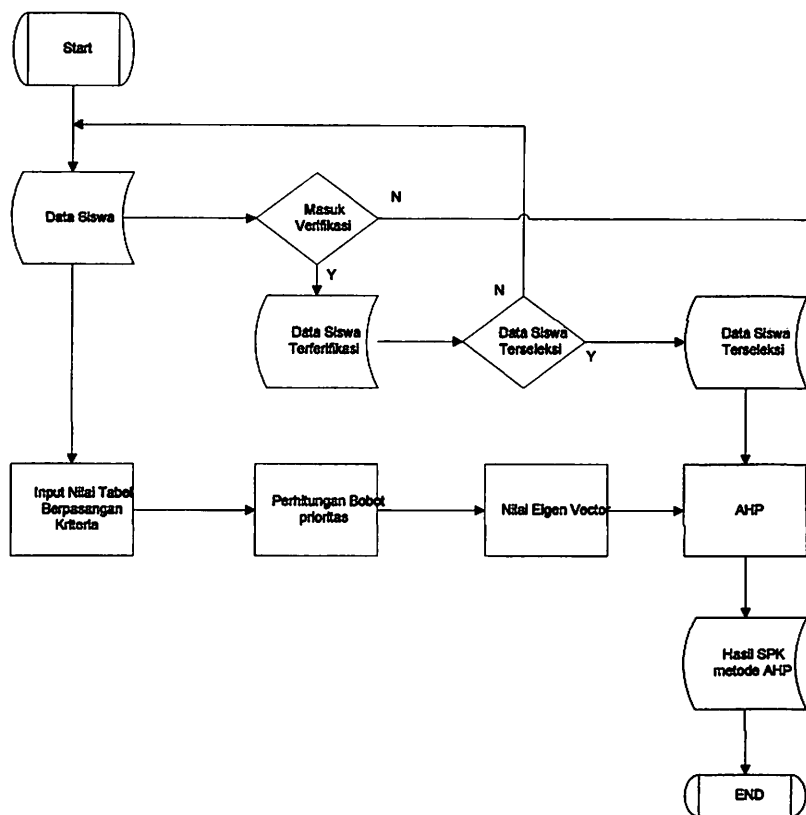 Start
Data Siswa
Masuk
Verifikasi
N
Y
Data Siswa
Terferifikasi
N
Data Siswa
Terseleksi
Y
Data Siswa
Terseleksi
Input Nilai Tabel
Berpasangan
Kriteria
Perhitungan Bobot
prioritas
Nilai Eigen Vector
AHP
Hasil SPK
metode AHP
END